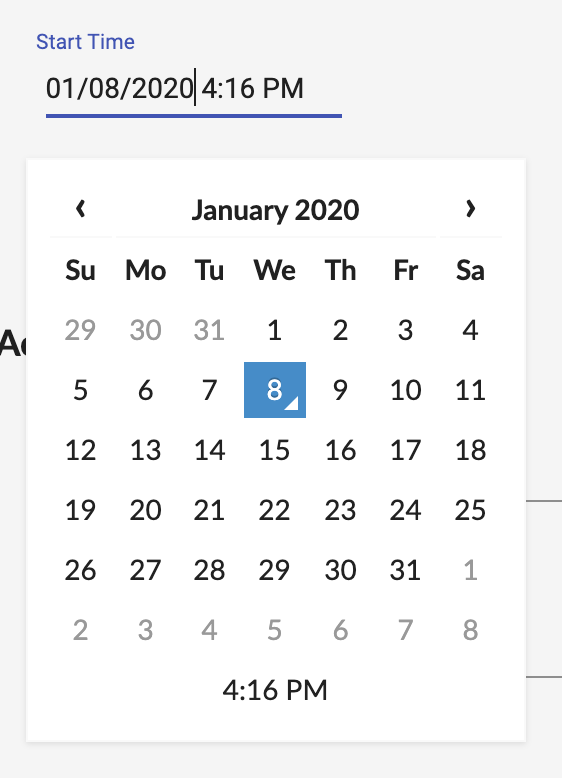 Start Time
01/08/2020 4:16 PM
‹ January 2020 ›
Su Mo Tu We Th Fr Sa
29 30 31 1 2 3 4
5 6 7 8 9 10 11
12 13 14 15 16 17 18
19 20 21 22 23 24 25
26 27 28 29 30 31 1
2 3 4 5 6 7 8
4:16 PM